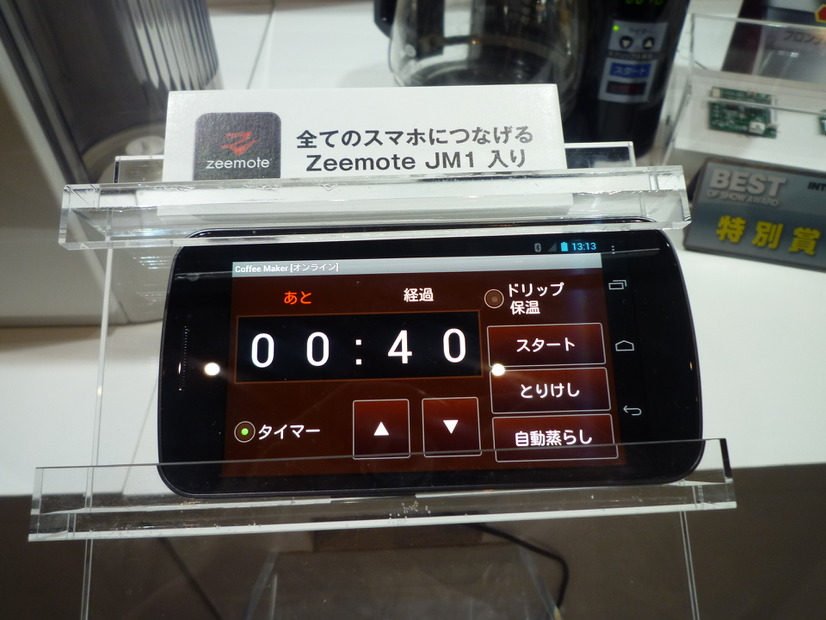 zeemote
全てのスマホにつなげる
Zeemote JM1 入り
スタート
BEST
OF SHOW AWARD
特別賞
13:13
Coffee Maker [オンライン]
あと
経過
ドリップ
保温
00:40
スタート
とりけし
タイマー
▲
▼
自動蒸らし